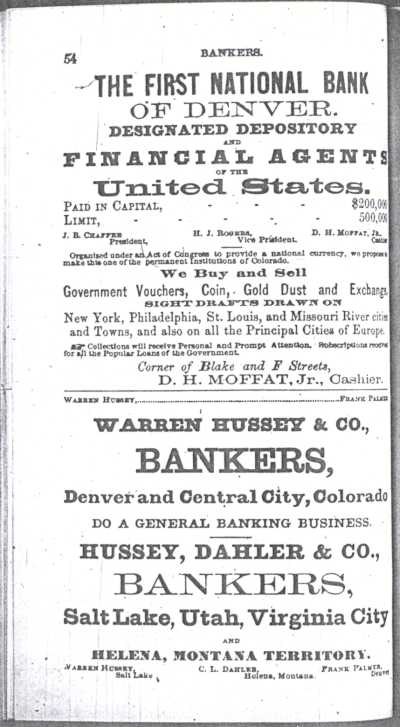 54 BANKERS.
THE FIRST NATIONAL BANK
OF DENVER.
DESIGNATED DEPOSITORY
AND
FINANCIAL AGENTS
OF THE
United States.
PAID IN CAPITAL, - - - $200,000
LIMIT, - - - - - 500,000
J. B. CHAFFEE H. J. ROGERS, D. H. MOFFAT, JR.
President, Vice President,
Organised under an Act of Congress to provide a national currency, we propose
make this one of the permanent Institutions of Colorado.
We Buy and Sell
Government Vouchers, Coin, Gold Dust and Exchange
SIGHT DRAFTS DRAWN ON
New York, Philadelphia, St. Louis, and Missouri River cities
and Towns, and also on all the Principal Cities of Europe.
☞ Collections will receive Personal and Prompt Attention. Subscriptions
for all the Popular Loans of the Government.
Corner of Blake and F Streets,
D. H. MOFFAT, Jr., Cashier.
WARREN HUSSEY,........................FRANK PALMER
WARREN HUSSEY & CO.,
BANKERS,
Denver and Central City, Colorado
DO A GENERAL BANKING BUSINESS.
HUSSEY, DAHLER & CO.,
BANKERS,
Salt Lake, Utah, Virginia City
AND
HELENA, MONTANA TERRITORY.
WARREN HUSSEY, C. L. DAHLER, FRANK PALMER,
Salt Lake Helena, Montana. Denver